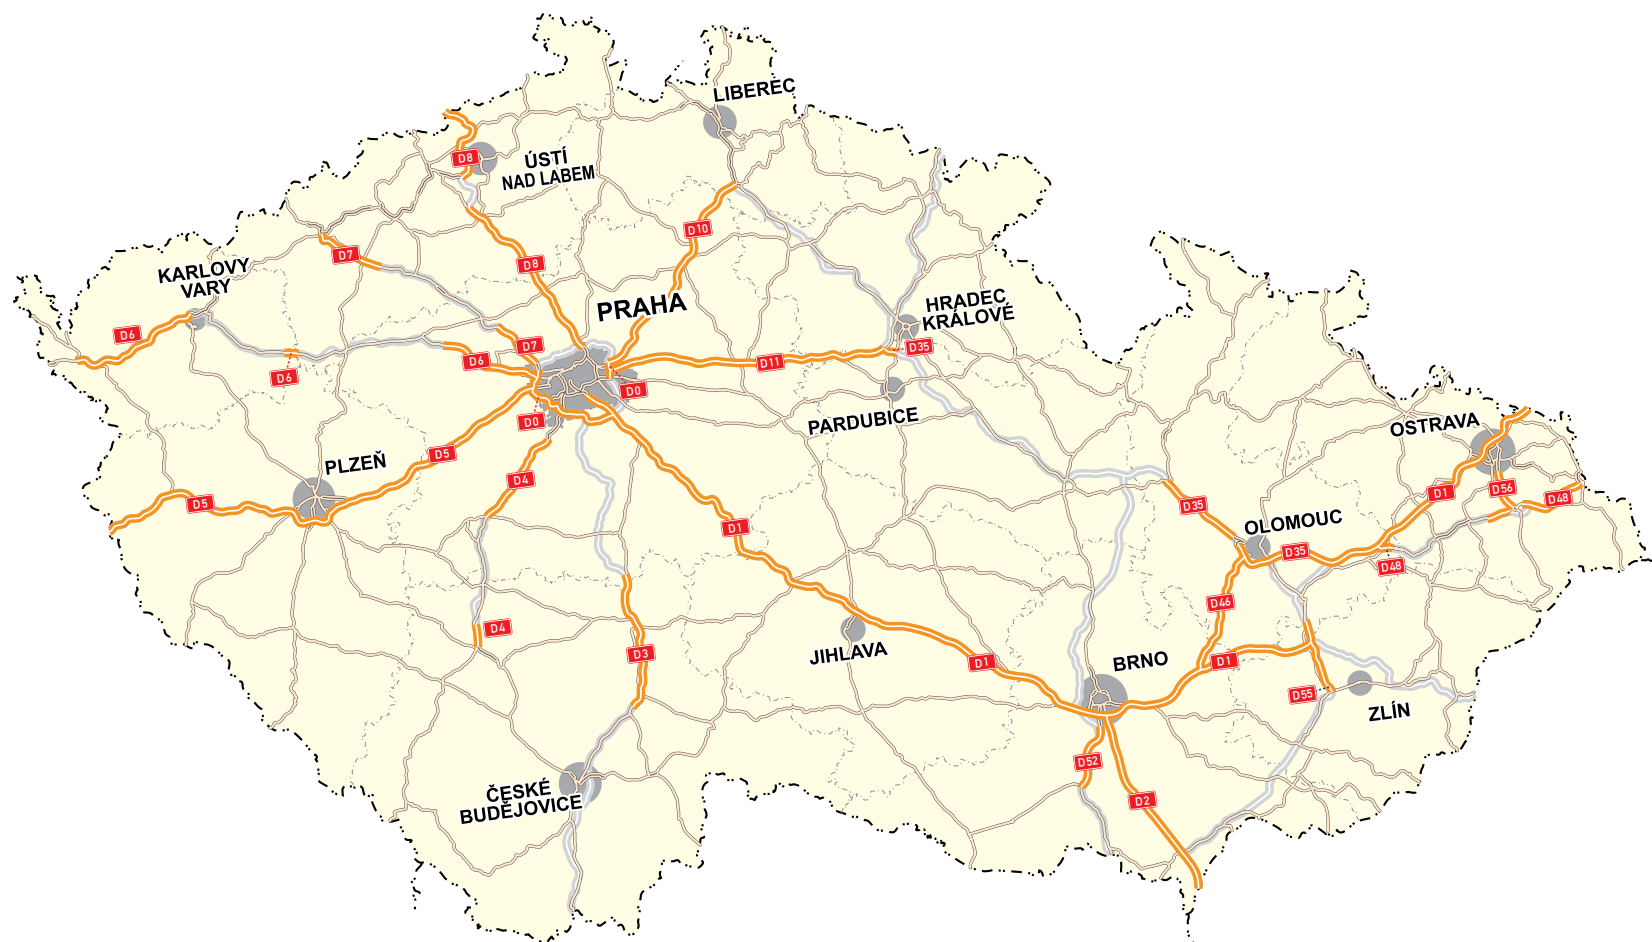 LIBEREC
D8
ÚSTÍ
NAD LABEM
D10
D7
D8
KARLOVY
VARY
PRAHA
HRADEC
KRÁLOVÉ
D6
D7
D6
D11
D35
D6
D0
D0
PARDUBICE
OSTRAVA
PLZEŇ
D5
D4
D5
D1
D56
D48
D35
D1
OLOMOUC
D35
D48
D46
D4
D3
JIHLAVA
D1
BRNO
D1
D55
ZLÍN
D52
ČESKÉ
BUDĚJOVICE
D2